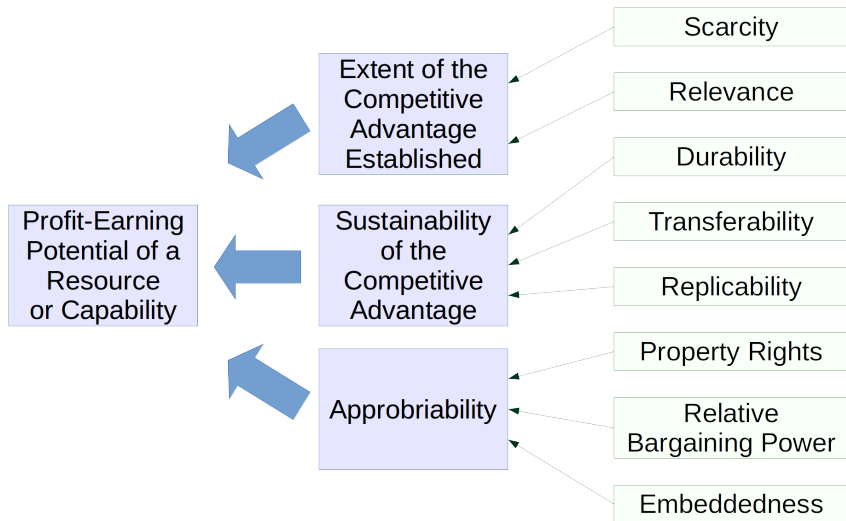 Profit-Earning
Potential of a
Resource
or Capability
Extent of the
Competitive
Advantage
Established
Sustainability
of the
Competitive
Advantage
Approbriability
Scarcity
Relevance
Durability
Transferability
Replicability
Property Rights
Relative
Bargaining Power
Embeddedness